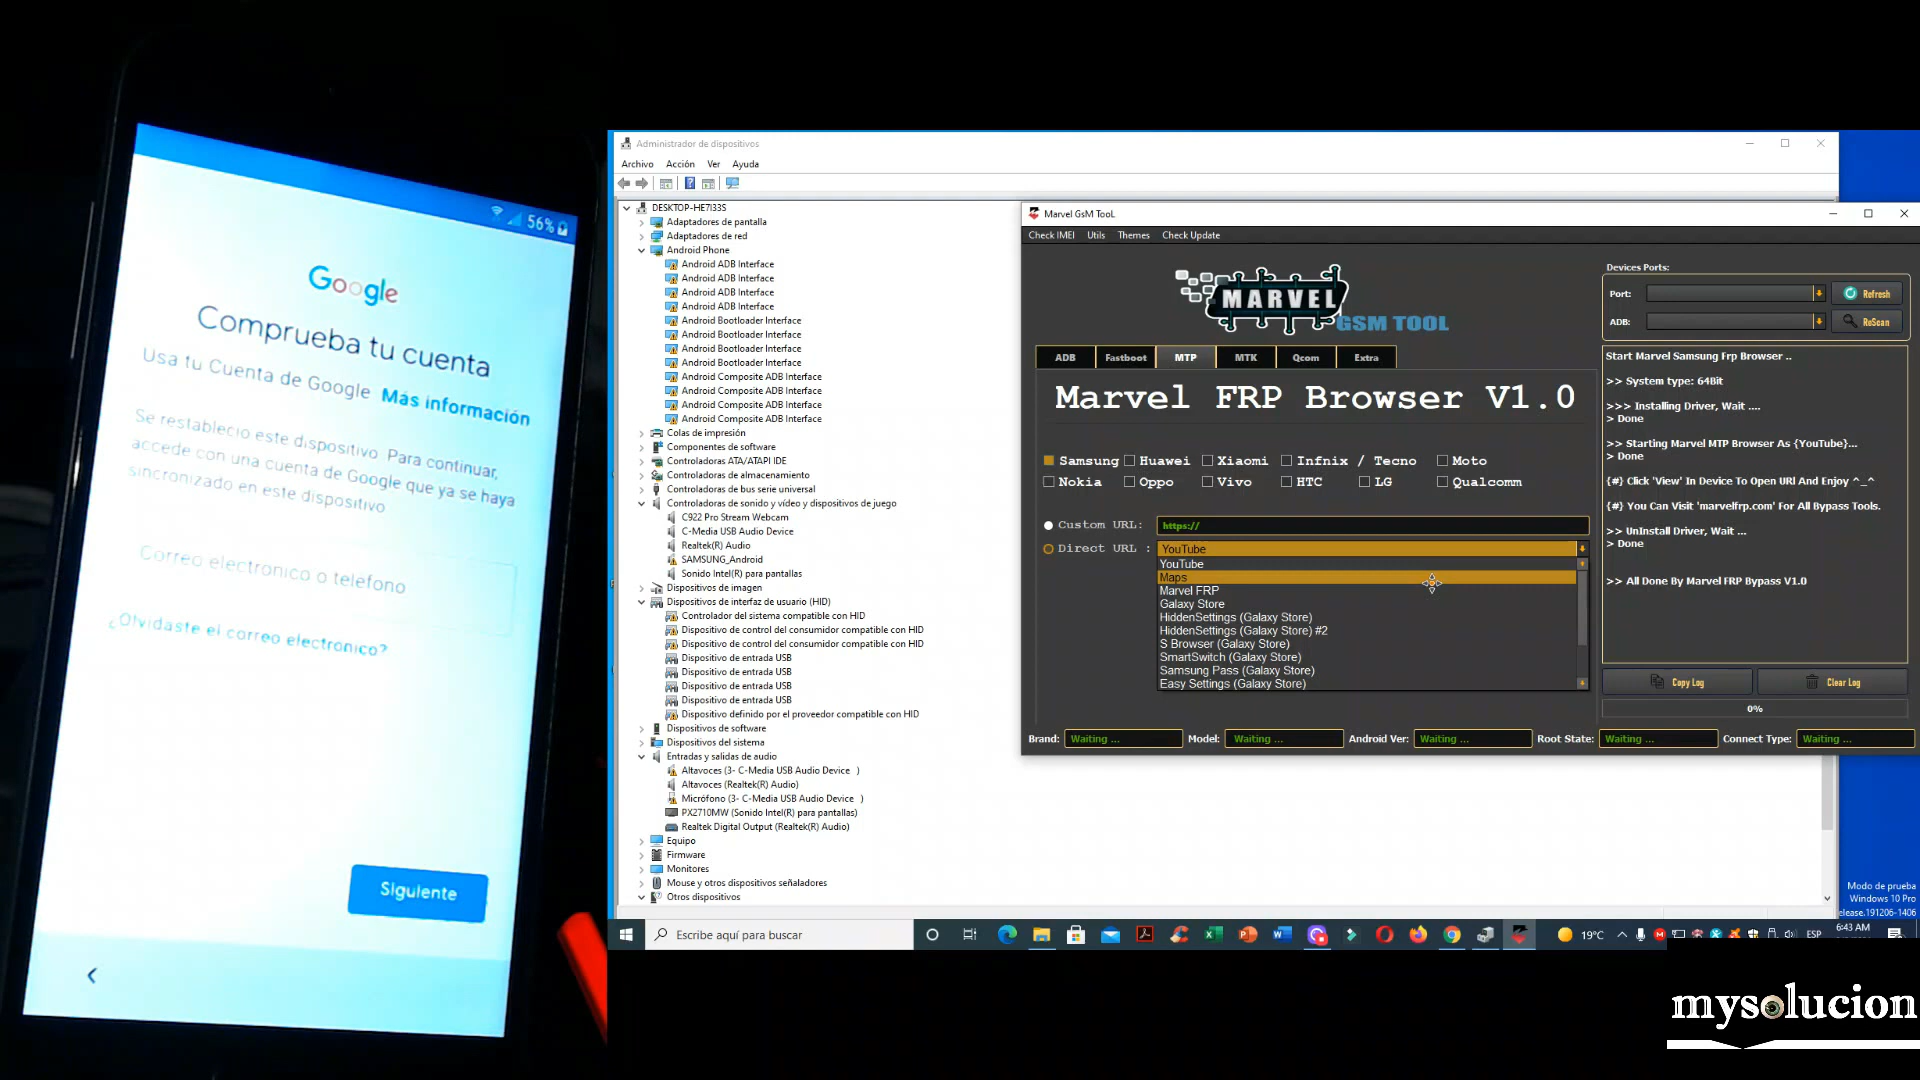 56%
Google
Comprueba tu cuenta
Usa tu Cuenta de Google Más información
Se restableció este dispositivo. Para continuar,
accede con una cuenta de Google que ya se haya
sincronizado en este dispositivo
Correo electrónico o teléfono
¿Olvidaste el correo electrónico?
Siguiente
Administrador de dispositivos
Archivo Acción Ver Ayuda
DESKTOP-HE7I33S
Adaptadores de pantalla
Adaptadores de red
Android Phone
Android ADB Interface
Android ADB Interface
Android ADB Interface
Android ADB Interface
Android Bootloader Interface
Android Bootloader Interface
Android Bootloader Interface
Android Bootloader Interface
Android Composite ADB Interface
Android Composite ADB Interface
Android Composite ADB Interface
Android Composite ADB Interface
Colas de impresión
Componentes de software
Controladoras ATA/ATAPI IDE
Controladoras de almacenamiento
Controladoras de bus serie universal
Controladoras de sonido y vídeo y dispositivos de juego
C922 Pro Stream Webcam
C-Media USB Audio Device
Realtek(R) Audio
SAMSUNG_Android
Sonido Intel(R) para pantallas
Dispositivos de imagen
Dispositivos de interfaz de usuario (HID)
Controlador del sistema compatible con HID
Dispositivo de control del consumidor compatible con HID
Dispositivo de control del consumidor compatible con HID
Dispositivo de entrada USB
Dispositivo de entrada USB
Dispositivo de entrada USB
Dispositivo de entrada USB
Dispositivo definido por el proveedor compatible con HID
Dispositivos de software
Dispositivos del sistema
Entradas y salidas de audio
Altavoces (3- C-Media USB Audio Device )
Altavoces (Realtek(R) Audio)
Micrófono (3- C-Media USB Audio Device )
PX2710MW (Sonido Intel(R) para pantallas)
Realtek Digital Output (Realtek(R) Audio)
Equipo
Firmware
Monitores
Mouse y otros dispositivos señaladores
Otros dispositivos
Marvel GsM TooL
Check IMEI Utils Themes Check Update
MARVEL
GSM TOOL
ADB Fastboot MTP MTK Qcom Extra
Marvel FRP Browser V1.0
Samsung Huawei Xiaomi Infnix / Tecno Moto
Nokia Oppo Vivo HTC LG Qualcomm
Custom URL: https://
Direct URL : YouTube
YouTube
Maps
Marvel FRP
Galaxy Store
HiddenSettings (Galaxy Store)
HiddenSettings (Galaxy Store) #2
S Browser (Galaxy Store)
SmartSwitch (Galaxy Store)
Samsung Pass (Galaxy Store)
Easy Settings (Galaxy Store)
Devices Ports:
Port: Refresh
ADB: ReScan
Start Marvel Samsung Frp Browser ..
>> System type: 64Bit
>>> Installing Driver, Wait ....
> Done
>> Starting Marvel MTP Browser As {YouTube}...
> Done
{#} Click 'View' In Device To Open URl And Enjoy ^_^
{#} You Can Visit 'marvelfrp.com' For All Bypass Tools.
>> UnInstall Driver, Wait ...
> Done
>> All Done By Marvel FRP Bypass V1.0
Copy Log Clear Log
0%
Brand: Waiting ... Model: Waiting ... Android Ver: Waiting ... Root State: Waiting ... Connect Type: Waiting ...
Modo de prueba
Windows 10 Pro
elease.191206-1406
Escribe aquí para buscar
19°C
ESP
6:43 AM
mysolucion